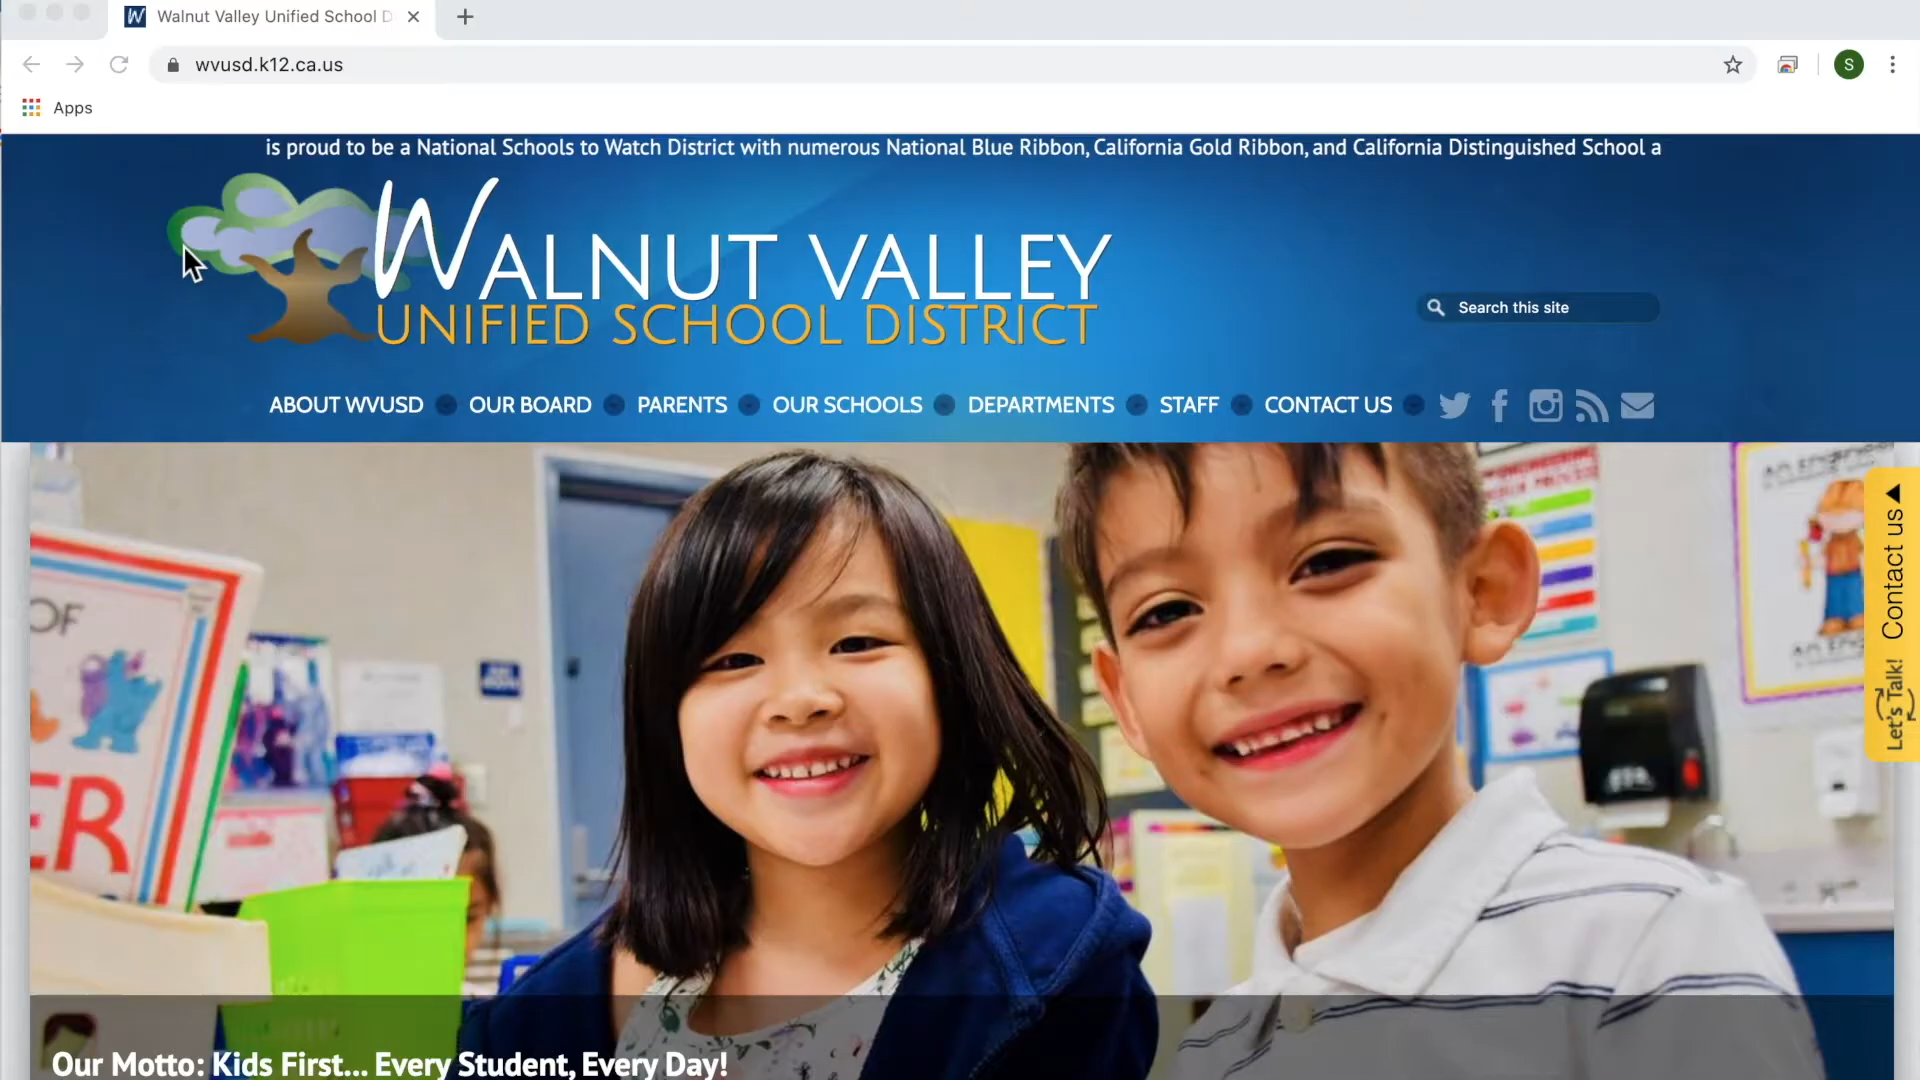 Walnut Valley Unified School D
wvusd.k12.ca.us
S
Apps
is proud to be a National Schools to Watch District with numerous National Blue Ribbon, California Gold Ribbon, and California Distinguished School a
WALNUT VALLEY
UNIFIED SCHOOL DISTRICT
Search this site
ABOUT WVUSD OUR BOARD PARENTS OUR SCHOOLS DEPARTMENTS STAFF CONTACT US
OF
ER
Contact us
Let's Talk!
Our Motto: Kids First... Every Student, Every Day!